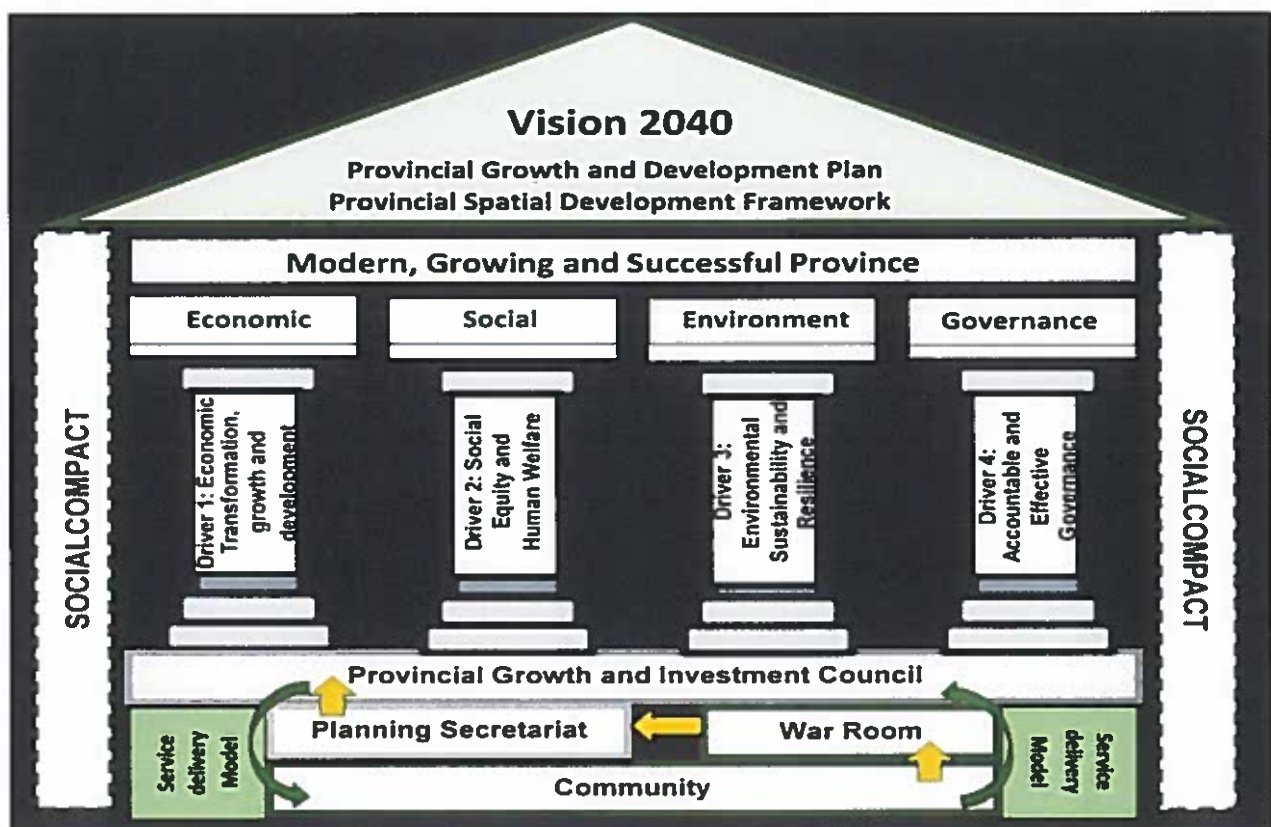 Vision 2040
Provincial Growth and Development Plan
Provincial Spatial Development Framework
Modern, Growing and Successful Province
Economic
Social
Environment
Governance
SOCIALCOMPACT
Driver 1: Economic
Transformation,
growth and
development
Driver 2: Social
Equity and
Human Welfare
Driver 3:
Environmental
Sustainability and
Resilience
Driver 4:
Accountable and
Effective
Governance
SOCIALCOMPACT
Provincial Growth and Investment Council
Service
delivery
Model
Planning Secretariat
War Room
Service
delivery
Model
Community